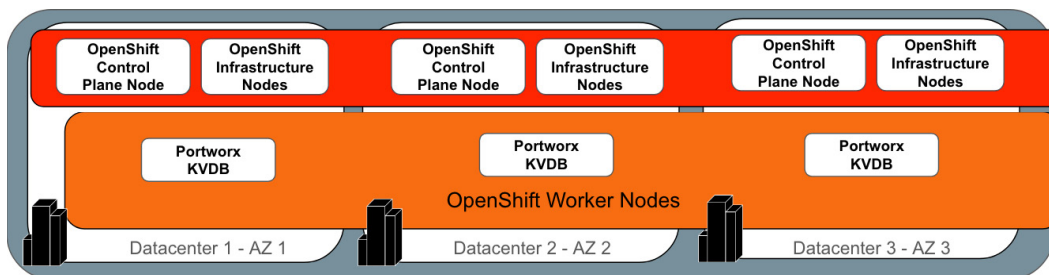 OpenShift
Control
Plane Node
OpenShift
Infrastructure
Nodes
OpenShift
Control
Plane Node
OpenShift
Infrastructure
Nodes
OpenShift
Control
Plane Node
OpenShift
Infrastructure
Nodes
Portworx
KVDB
Portworx
KVDB
Portworx
KVDB
OpenShift Worker Nodes
Datacenter 1 - AZ 1
Datacenter 2 - AZ 2
Datacenter 3 - AZ 3